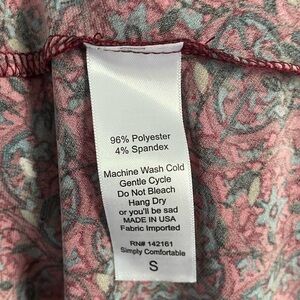 96% Polyester
4% Spandex
Machine Wash Cold
Gentle Cycle
Do Not Bleach
Hang Dry
or you'll be sad
MADE IN USA
Fabric Imported
RN# 142161
Simply Comfortable
S